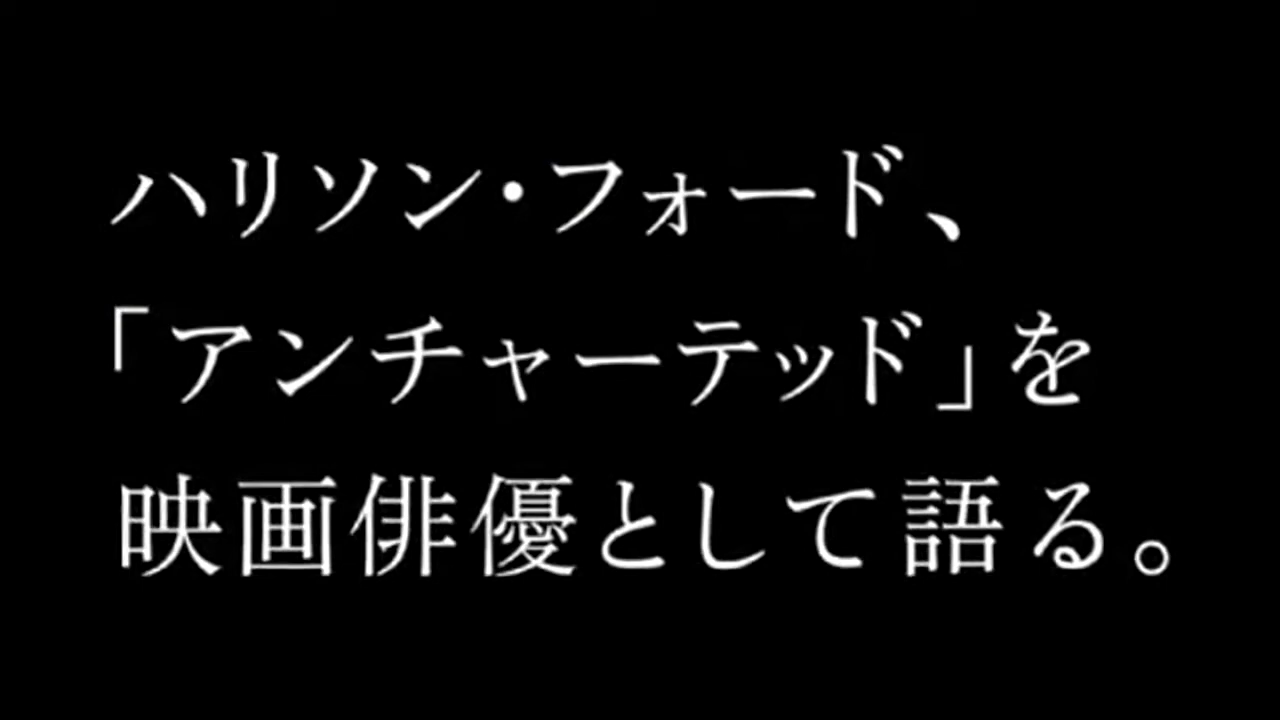 ハリソン・フォード、
「アンチャーテッド」を
映画俳優として語る。